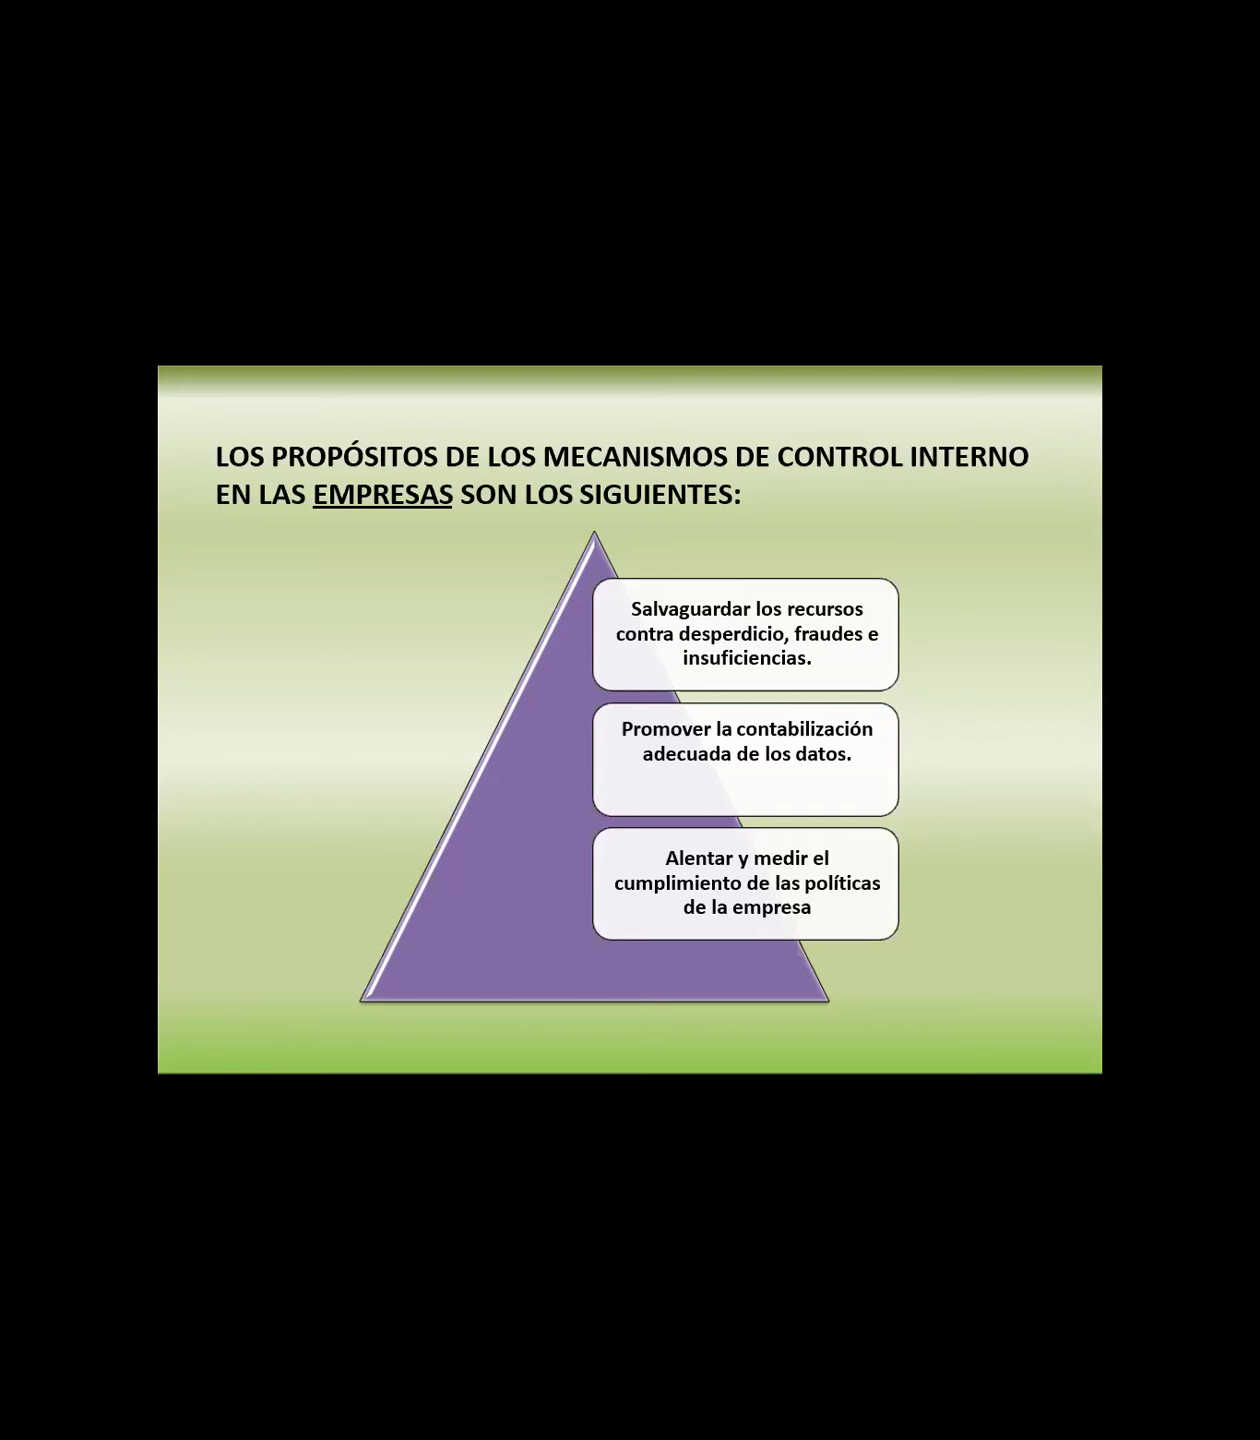 LOS PROPÓSITOS DE LOS MECANISMOS DE CONTROL INTERNO
EN LAS EMPRESAS SON LOS SIGUIENTES:
Salvaguardar los recursos
contra desperdicio, fraudes e
insuficiencias.
Promover la contabilización
adecuada de los datos.
Alentar y medir el
cumplimiento de las políticas
de la empresa